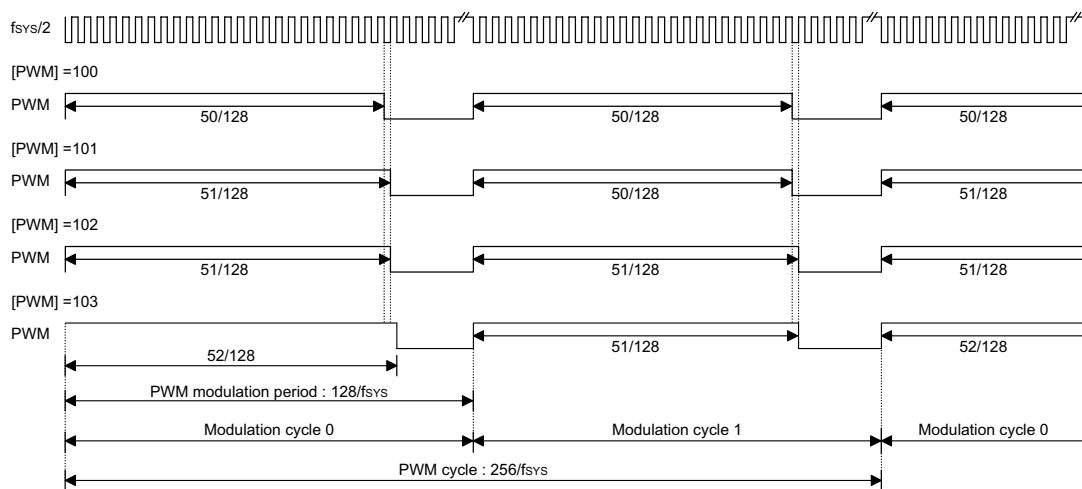 fSYS/2
[PWM] =100
PWM
50/128 50/128 50/128
[PWM] =101
PWM
51/128 50/128 51/128
[PWM] =102
PWM
51/128 51/128 51/128
[PWM] =103
PWM
52/128 51/128 52/128
PWM modulation period : 128/fSYS
Modulation cycle 0 Modulation cycle 1 Modulation cycle 0
PWM cycle : 256/fSYS